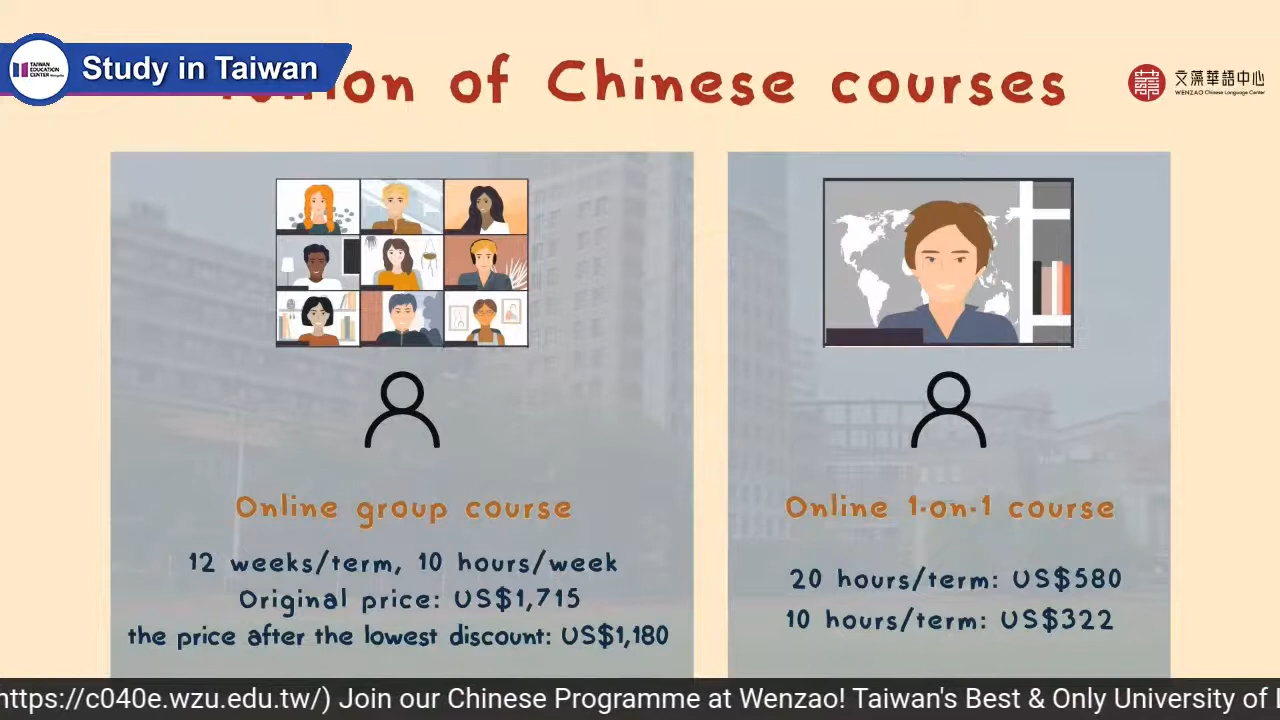 TAIWAN
EDUCATION
CENTER
Study in Taiwan
of Chinese courses
文藻華語中心
WENZAO Chinese Language Center
Online group course
12 weeks/term, 10 hours/week
Original price: US$1,715
the price after the lowest discount: US$1,180
Online 1-on-1 course
20 hours/term: US$580
10 hours/term: US$322
https://c040e.wzu.edu.tw/) Join our Chinese Programme at Wenzao! Taiwan's Best & Only University of